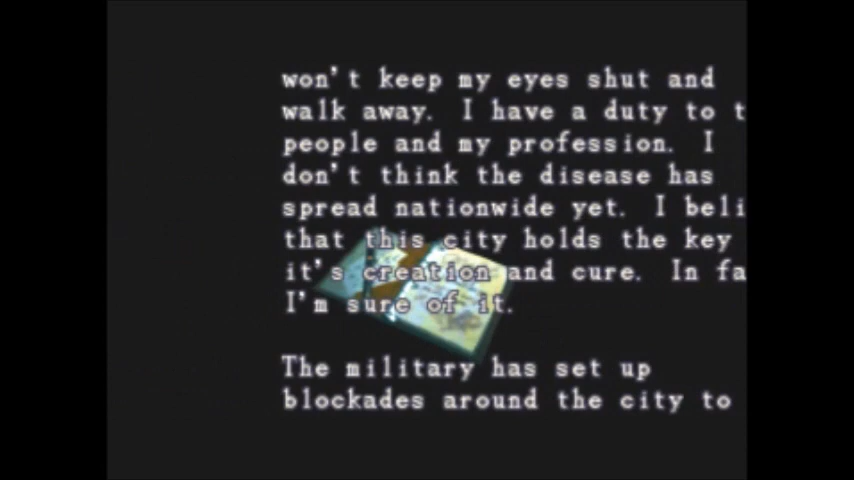 won't keep my eyes shut and
walk away. I have a duty to t
people and my profession. I
don't think the disease has
spread nationwide yet. I beli
that this city holds the key
it's creation and cure. In fa
I'm sure of it.
The military has set up
blockades around the city to